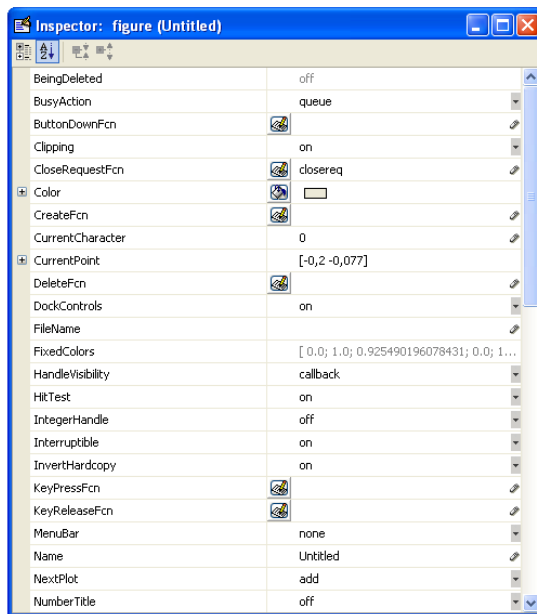 Inspector: figure (Untitled)
BeingDeleted off
BusyAction queue
ButtonDownFcn
Clipping on
CloseRequestFcn closereq
Color
CreateFcn
CurrentCharacter 0
CurrentPoint [-0,2 -0,077]
DeleteFcn
DockControls on
FileName
FixedColors [ 0.0; 1.0; 0.925490196078431; 0.0; 1...
HandleVisibility callback
HitTest on
IntegerHandle off
Interruptible on
InvertHardcopy on
KeyPressFcn
KeyReleaseFcn
MenuBar none
Name Untitled
NextPlot add
NumberTitle off